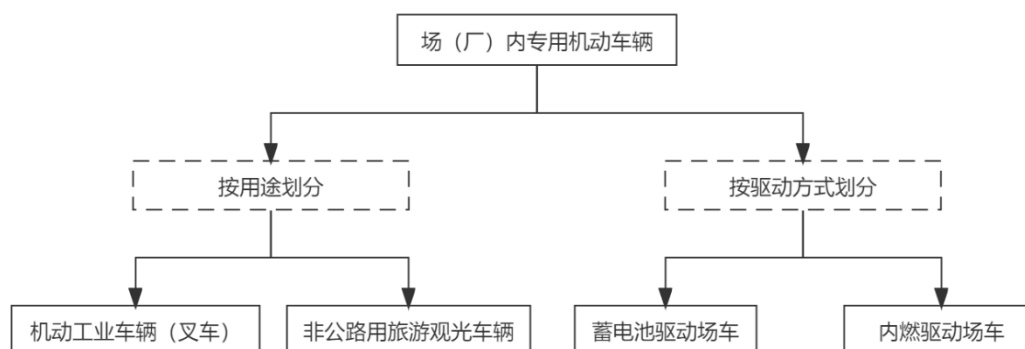 场（厂）内专用机动车辆
按用途划分
按驱动方式划分
机动工业车辆（叉车）
非公路用旅游观光车辆
蓄电池驱动场车
内燃驱动场车